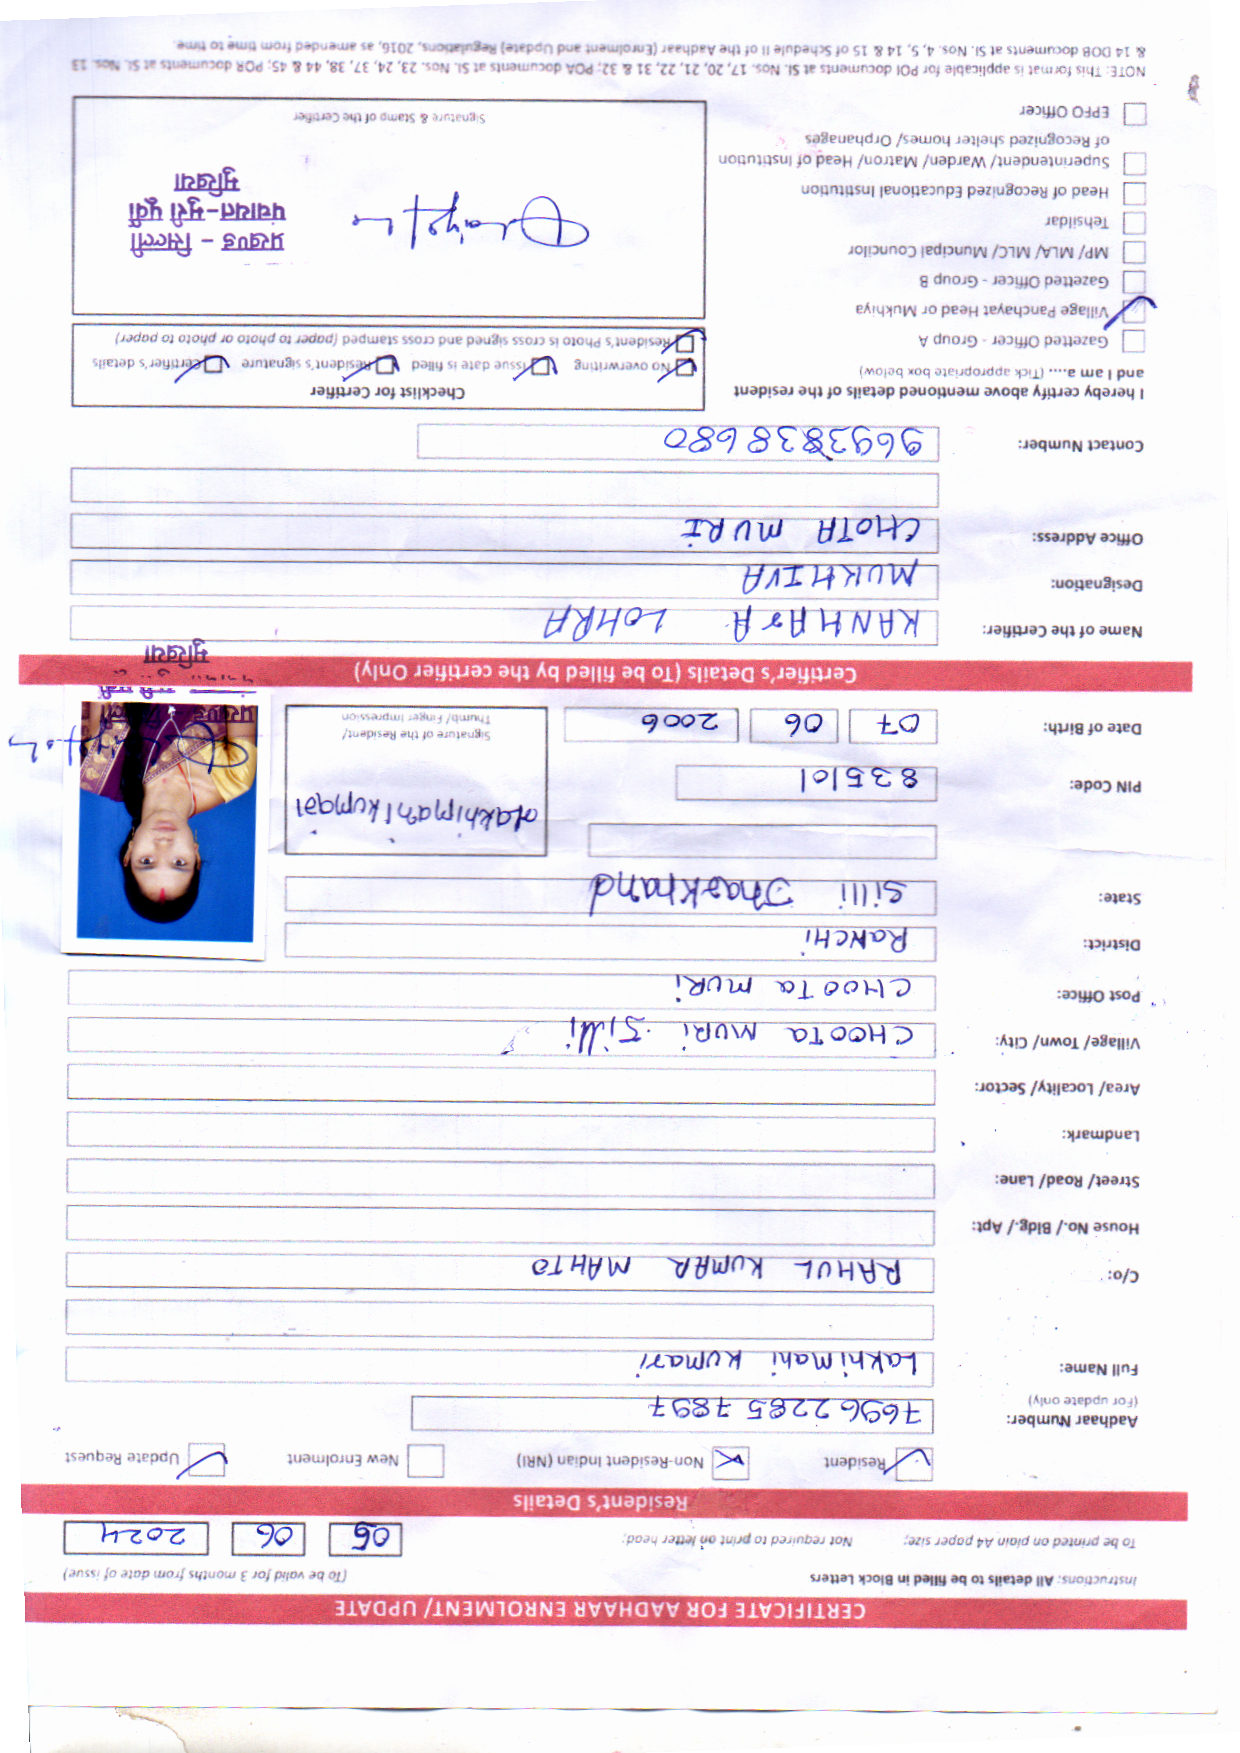 CERTIFICATE FOR AADHAAR ENROLMENT/ UPDATE
Instructions: All details to be filled in Block Letters (To be valid for 3 months from date of issue)
To be printed on plain A4 paper size; Not required to print on letter head; 05 06 2024
Resident's Details
Resident Non-Resident Indian (NRI) New Enrolment Update Request
Aadhaar Number: 769622857897
(For update only)
Full Name: Lakhimani kumari
C/o: RAHUL KUMAR MAHTO
House No./ Bldg./ Apt:
Street/ Road/ Lane:
Landmark:
Area/ Locality/ Sector:
Village/ Town/ City: CHOOTA MURI Silli
Post Office: CHOOTA MURI
District: RANCHI
State: Silli Jharkhand
PIN Code: 835101
Lakhimani kumari
Signature of the Resident/
Thumb/ Finger Impression
Date of Birth: 07 06 2006
Certifier's Details (To be filled by the certifier Only)
मुखिया
Name of the Certifier: KANHAIYA LOHRA
Designation: MUKHIYA
Office Address: CHOTA MURI
Contact Number: 9693838680
I hereby certify above mentioned details of the resident
and I am a.... (Tick appropriate box below)
Gazetted Officer - Group A
Village Panchayat Head or Mukhiya
Gazetted Officer - Group B
MP/ MLA/ MLC/ Muncipal Councilor
Tehsildar
Head of Recognized Educational Institution
Superintendent/ Warden/ Matron/ Head of Institution
of Recognized shelter homes/ Orphanages
EPFO Officer
Checklist for Certifier
No overwriting Issue date is filled Resident's signature Certifier's details
Resident's Photo is cross signed and cross stamped (paper to photo or photo to paper)
प्रखण्ड – सिल्ली
पंचायत-मुरी पूर्वी
मुखिया
Signature & Stamp of the Certifier
NOTE: This format is applicable for POI documents at Sl. Nos. 17, 20, 21, 22, 31 & 32; POA documents at Sl. Nos. 23, 24, 37, 38, 44 & 45; POR documents at Sl. Nos. 13
& 14 DOB documents at Sl. Nos. 4, 5, 14 & 15 of Schedule II of the Aadhaar (Enrolment and Update) Regulations, 2016, as amended from time to time.